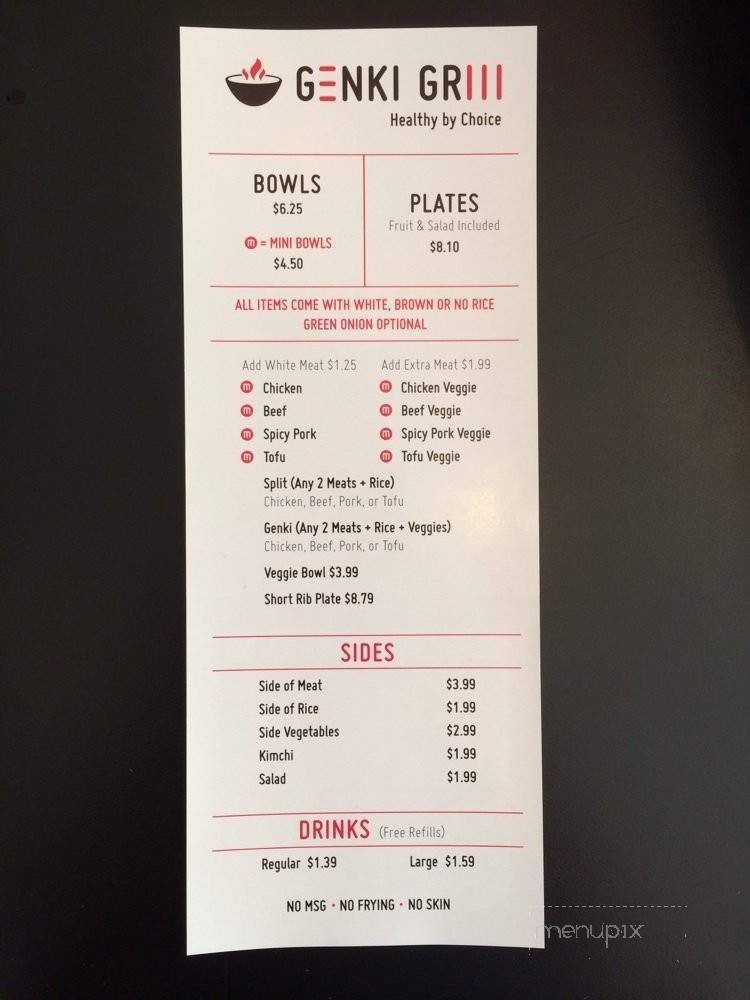 GENKI GRIII
Healthy by Choice
BOWLS
$6.25
m = MINI BOWLS
$4.50
PLATES
Fruit & Salad Included
$8.10
ALL ITEMS COME WITH WHITE, BROWN OR NO RICE
GREEN ONION OPTIONAL
Add White Meat $1.25
m Chicken
m Beef
m Spicy Pork
m Tofu
Add Extra Meat $1.99
m Chicken Veggie
m Beef Veggie
m Spicy Pork Veggie
m Tofu Veggie
Split (Any 2 Meats + Rice)
Chicken, Beef, Pork, or Tofu
Genki (Any 2 Meats + Rice + Veggies)
Chicken, Beef, Pork, or Tofu
Veggie Bowl $3.99
Short Rib Plate $8.79
SIDES
Side of Meat $3.99
Side of Rice $1.99
Side Vegetables $2.99
Kimchi $1.99
Salad $1.99
DRINKS (Free Refills)
Regular $1.39 Large $1.59
NO MSG • NO FRYING • NO SKIN
menupix